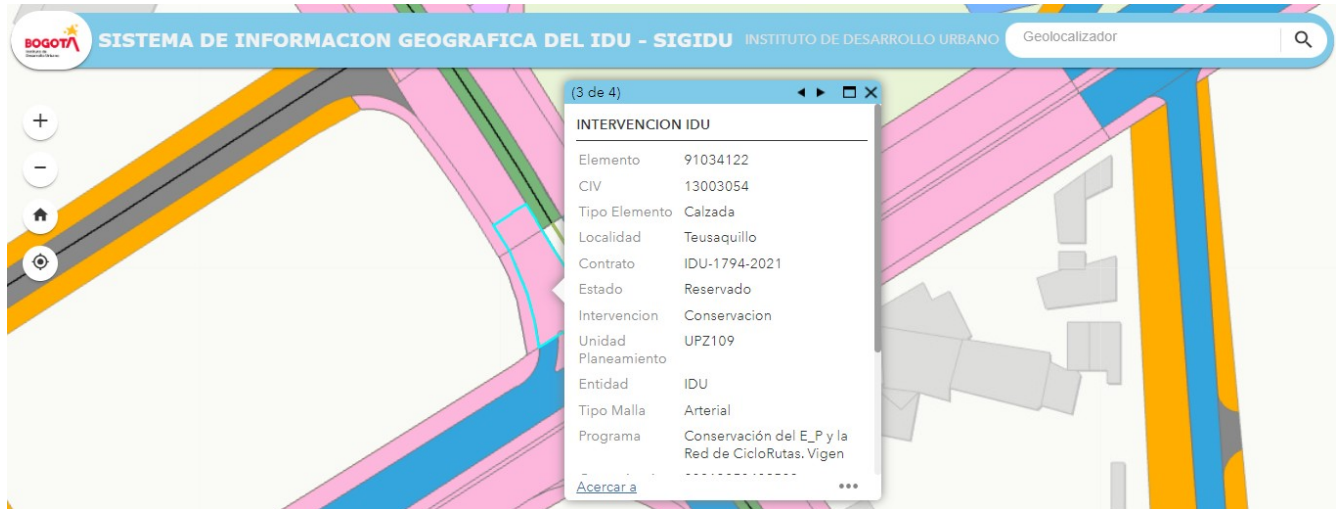 BOGOTÁ
SISTEMA DE INFORMACION GEOGRAFICA DEL IDU - SIGIDU INSTITUTO DE DESARROLLO URBANO
Geolocalizador
(3 de 4)
INTERVENCION IDU
Elemento 91034122
CIV 13003054
Tipo Elemento Calzada
Localidad Teusaquillo
Contrato IDU-1794-2021
Estado Reservado
Intervencion Conservacion
Unidad Planeamiento UPZ109
Entidad IDU
Tipo Malla Arterial
Programa Conservación del E_P y la
Red de CicloRutas. Vigen
Acercar a